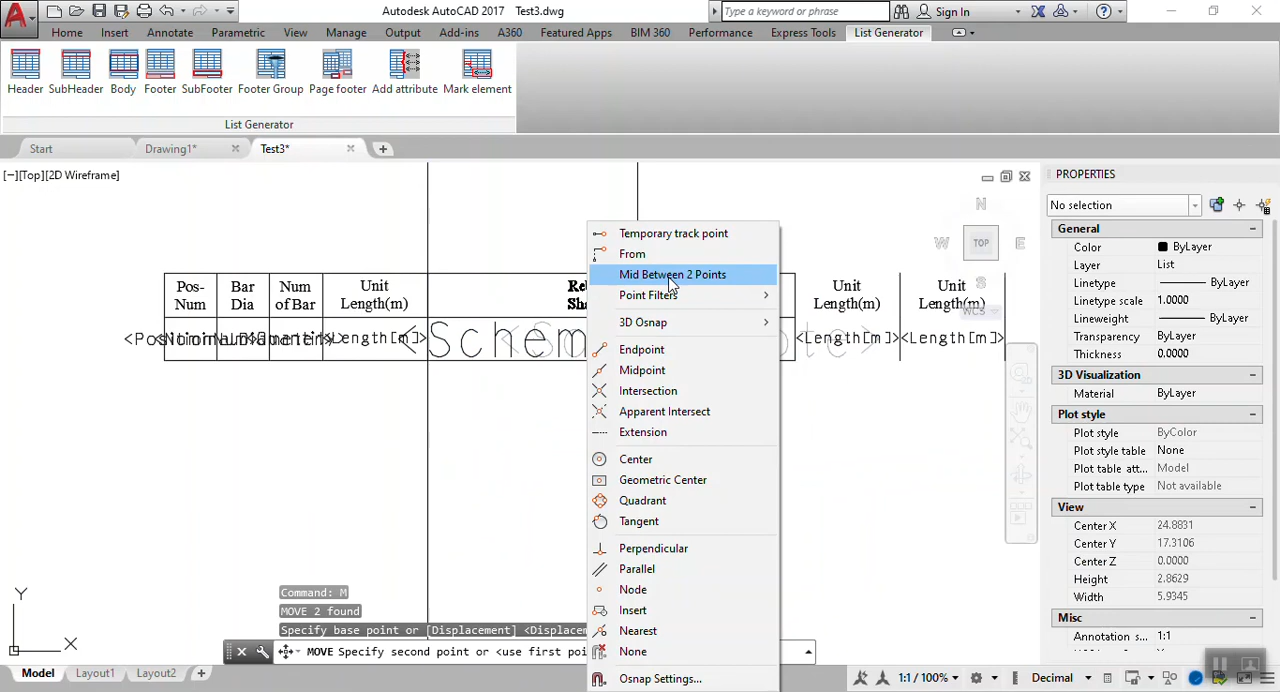 Autodesk AutoCAD 2017 Test3.dwg
Type a keyword or phrase
Sign In
Home Insert Annotate Parametric View Manage Output Add-ins A360 Featured Apps BIM 360 Performance Express Tools List Generator
Header SubHeader Body Footer SubFooter Footer Group Page footer Add attribute Mark element
List Generator
Start Drawing1* Test3*
[−][Top][2D Wireframe]
N
W TOP E
S
WCS
Pos-
Num
Bar
Dia
Num
of Bar
Unit
Length(m)
Unit
Length(m)
Unit
Length(m)
<Length[m]> <Length[m]>
Temporary track point
From
Mid Between 2 Points
Point Filters
3D Osnap
Endpoint
Midpoint
Intersection
Apparent Intersect
Extension
Center
Geometric Center
Quadrant
Tangent
Perpendicular
Parallel
Node
Insert
Nearest
None
Osnap Settings...
PROPERTIES
No selection
General
Color ByLayer
Layer List
Linetype ByLayer
Linetype scale 1.0000
Lineweight ByLayer
Transparency ByLayer
Thickness 0.0000
3D Visualization
Material ByLayer
Plot style
Plot style ByColor
Plot style table None
Plot table att... Model
Plot table type Not available
View
Center X 24.8831
Center Y 17.3106
Center Z 0.0000
Height 2.8629
Width 5.9345
Misc
Annotation s... 1:1
Y
X
Command: M
MOVE 2 found
Specify base point or [Displacement] <Displacem
MOVE Specify second point or <use first poi
Model Layout1 Layout2
1:1 / 100% Decimal